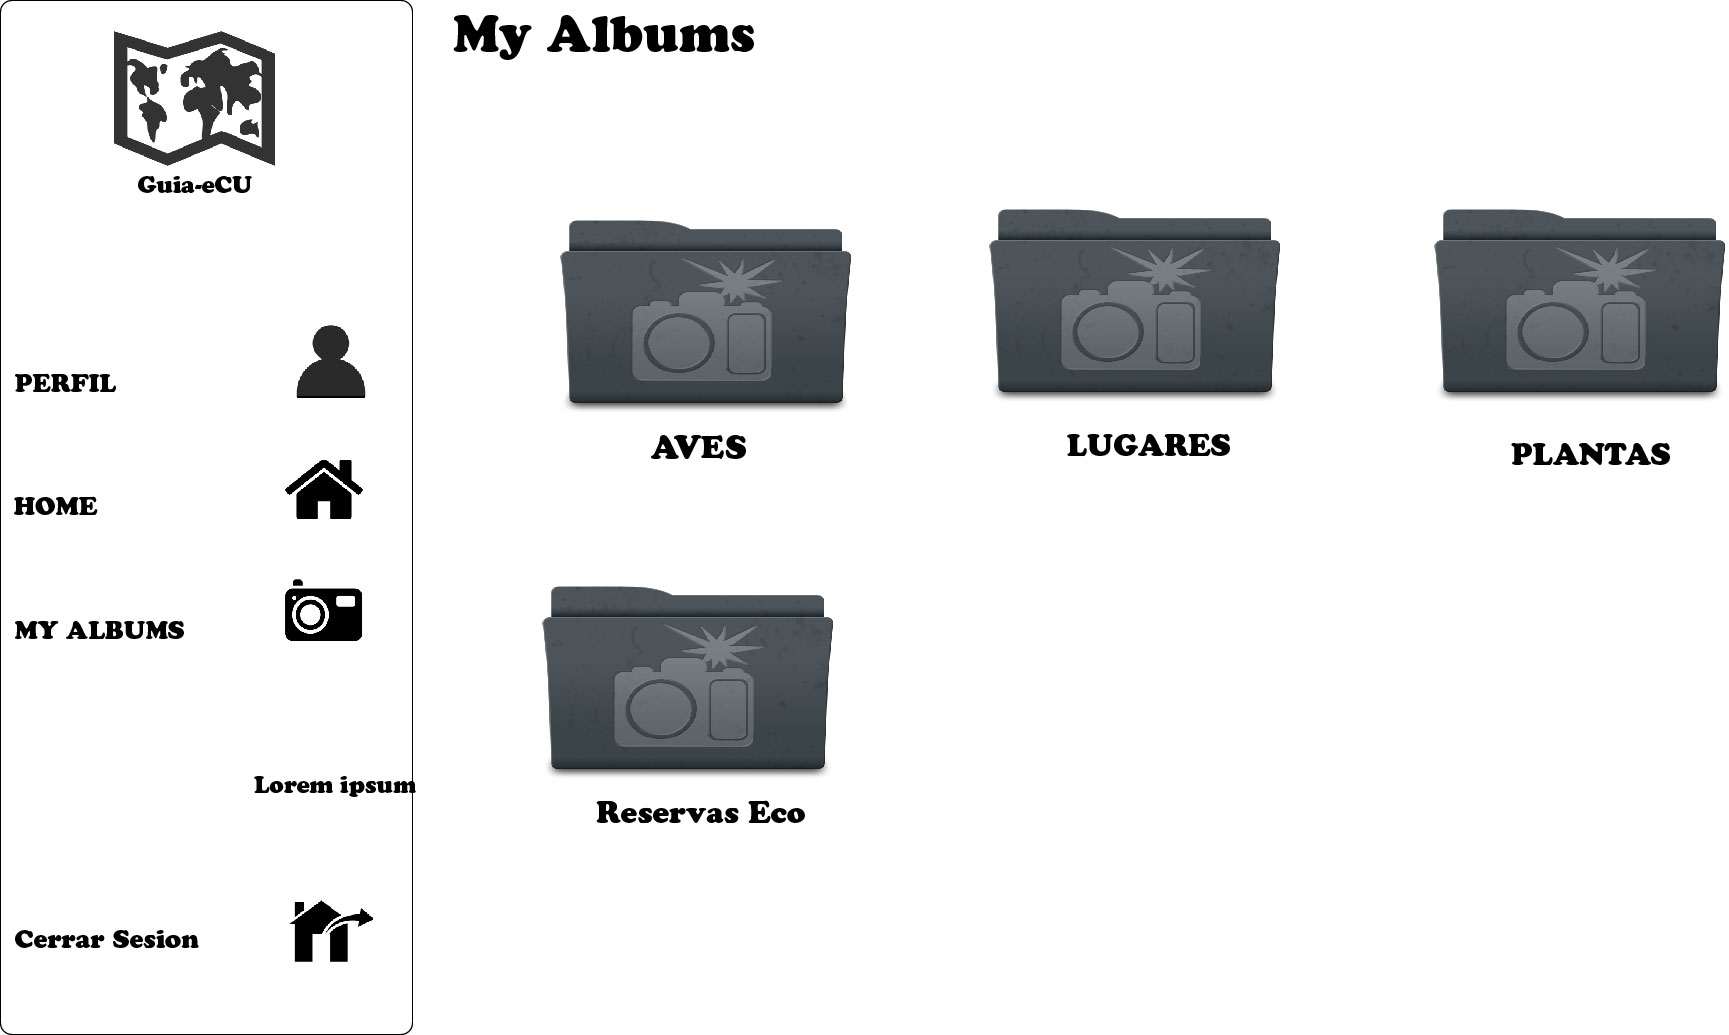 My Albums
Guia-eCU
PERFIL
HOME
MY ALBUMS
Lorem ipsum
Cerrar Sesion
AVES
LUGARES
PLANTAS
Reservas Eco